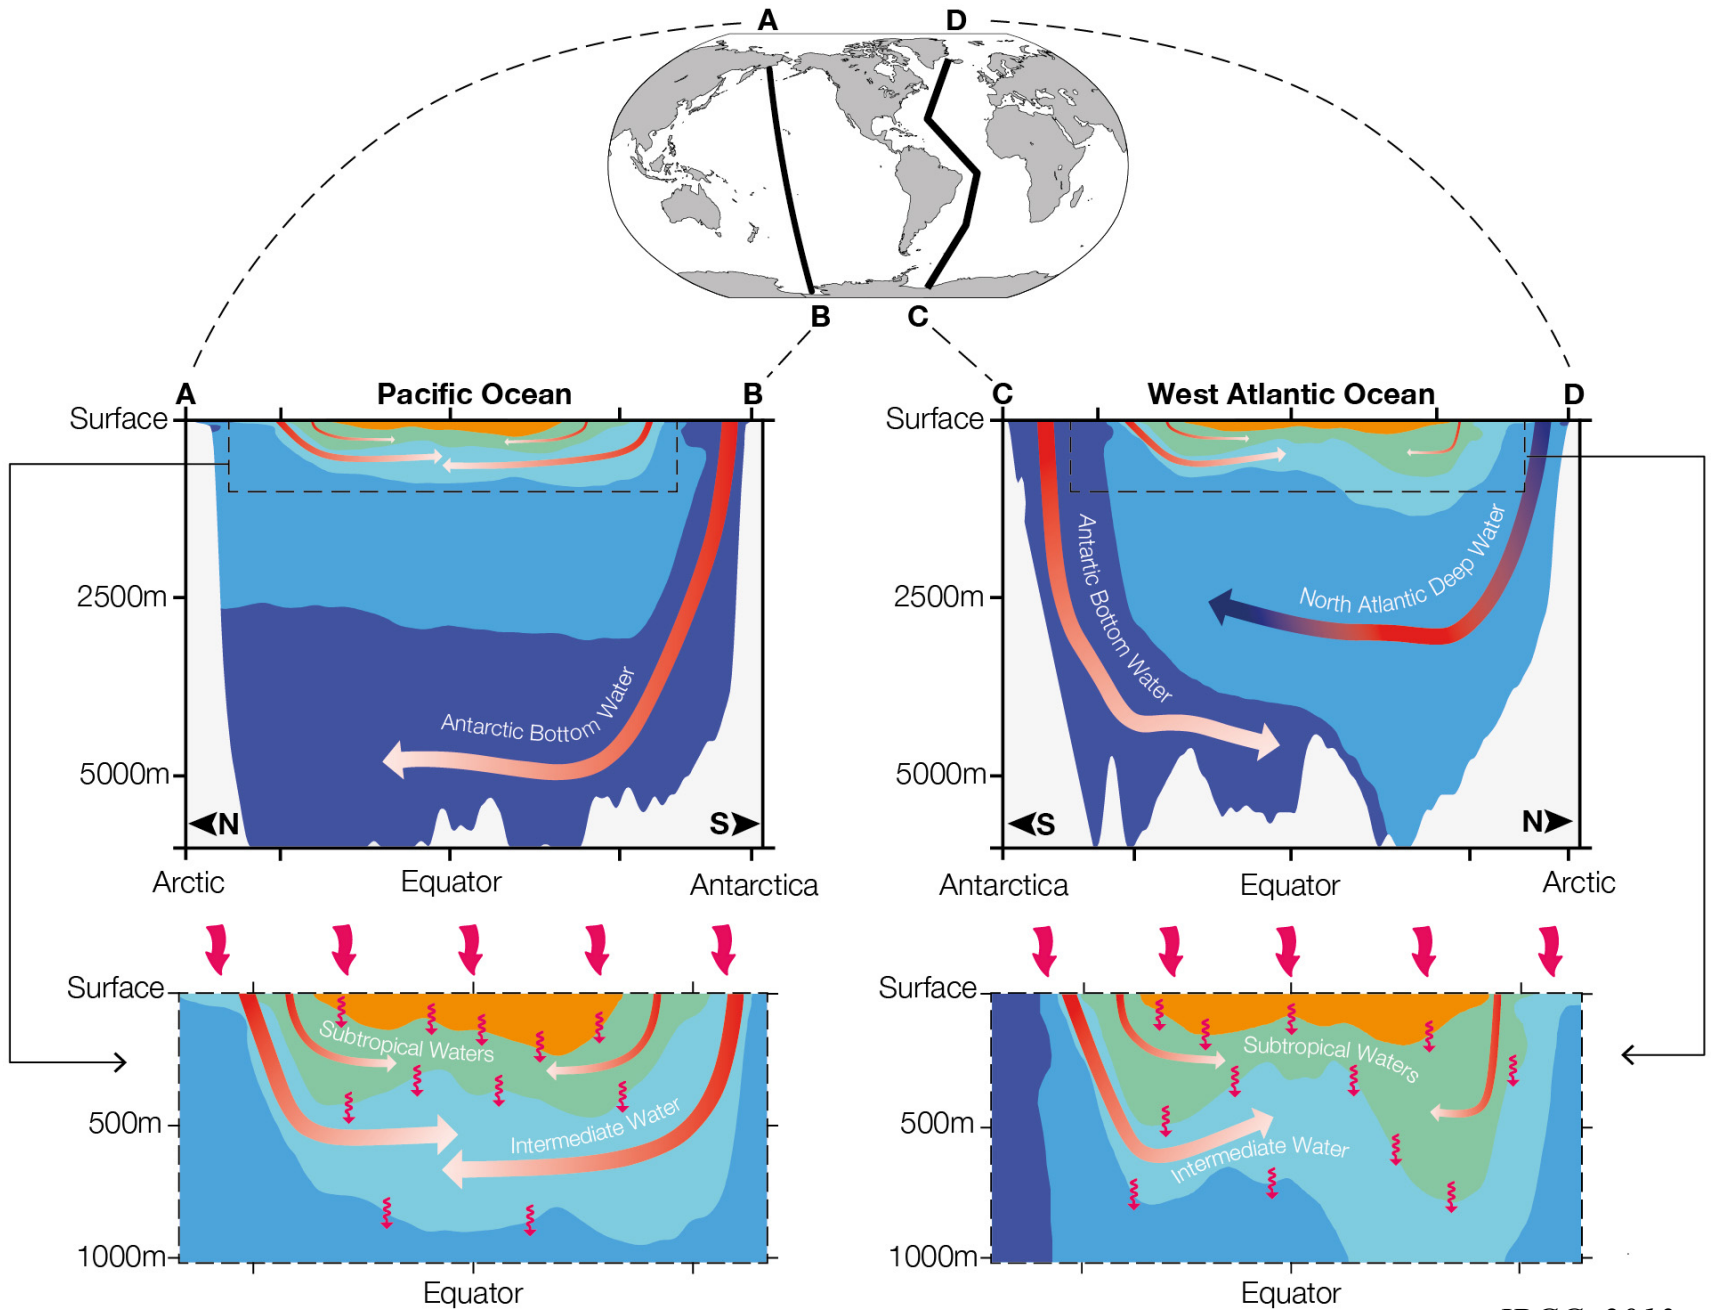 A D
B C
A Pacific Ocean B
C West Atlantic Ocean D
Surface
2500m
5000m
Antarctic Bottom Water
N S
Arctic Equator Antarctica
Surface
2500m
5000m
Antartic Bottom Water
North Atlantic Deep Water
S N
Antarctica Equator Arctic
Surface
500m
1000m
Subtropical Waters
Intermediate Water
Equator
Surface
500m
1000m
Subtropical Waters
Intermediate Water
Equator